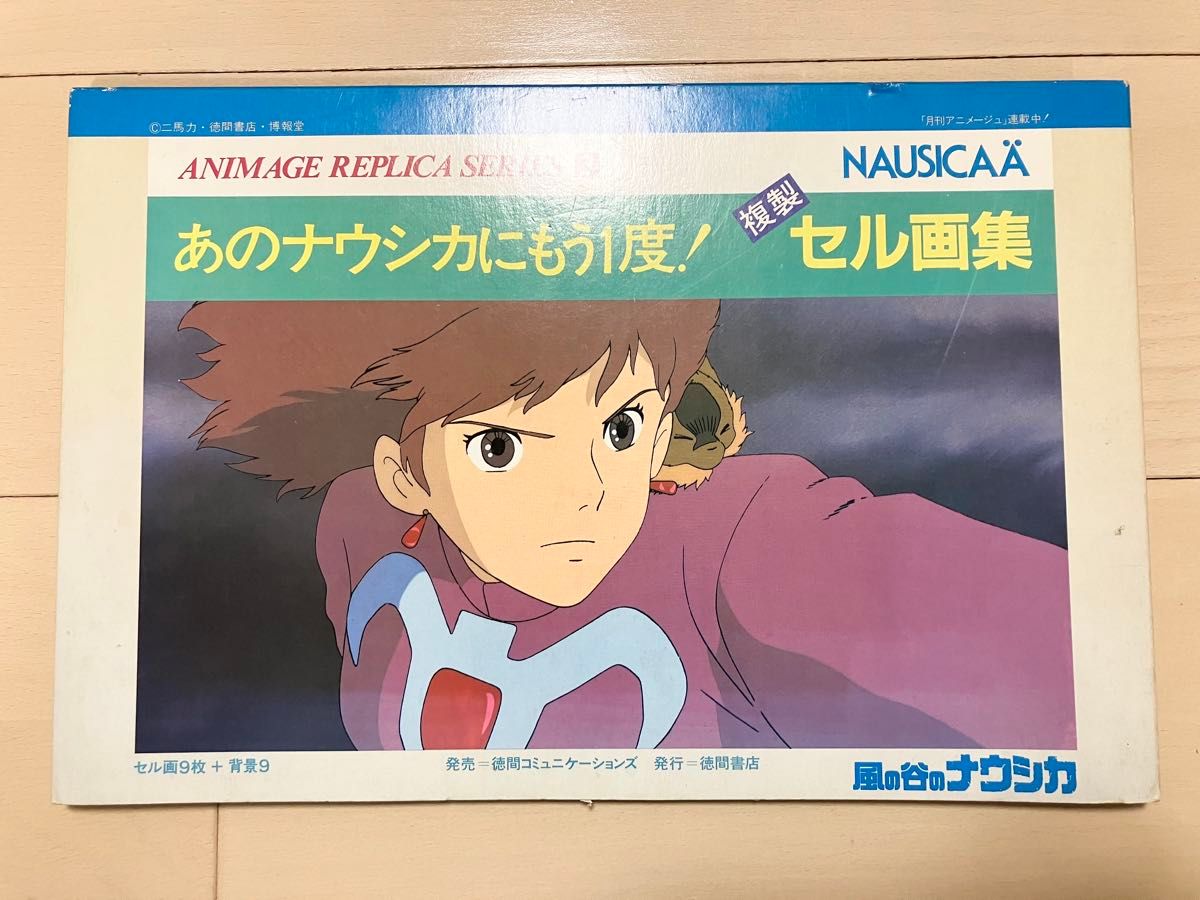 ©二馬力・徳間書店・博報堂
「月刊アニメージュ」連載中!
ANIMAGE REPLICA SERIES
NAUSICAÄ
あのナウシカにもう1度!
複製
セル画集
セル画9枚+背景9
発売=徳間コミュニケーションズ 発行=徳間書店
風の谷のナウシカ